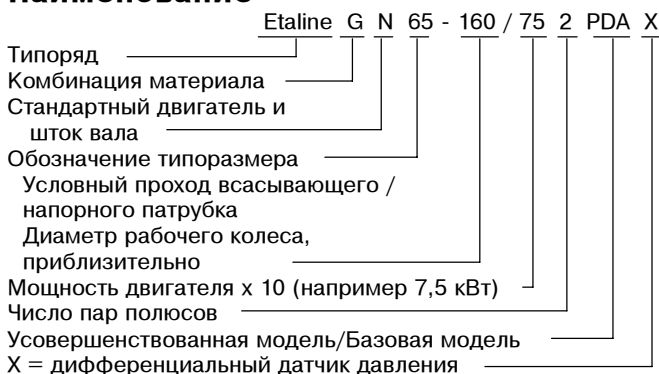 Etaline G N 65 - 160 / 75 2 PDA X
Типоряд
Комбинация материала
Стандартный двигатель и
шток вала
Обозначение типоразмера
Условный проход всасывающего /
напорного патрубка
Диаметр рабочего колеса,
приблизительно
Мощность двигателя x 10 (например 7,5 кВт)
Число пар полюсов
Усовершенствованная модель/Базовая модель
X = дифференциальный датчик давления